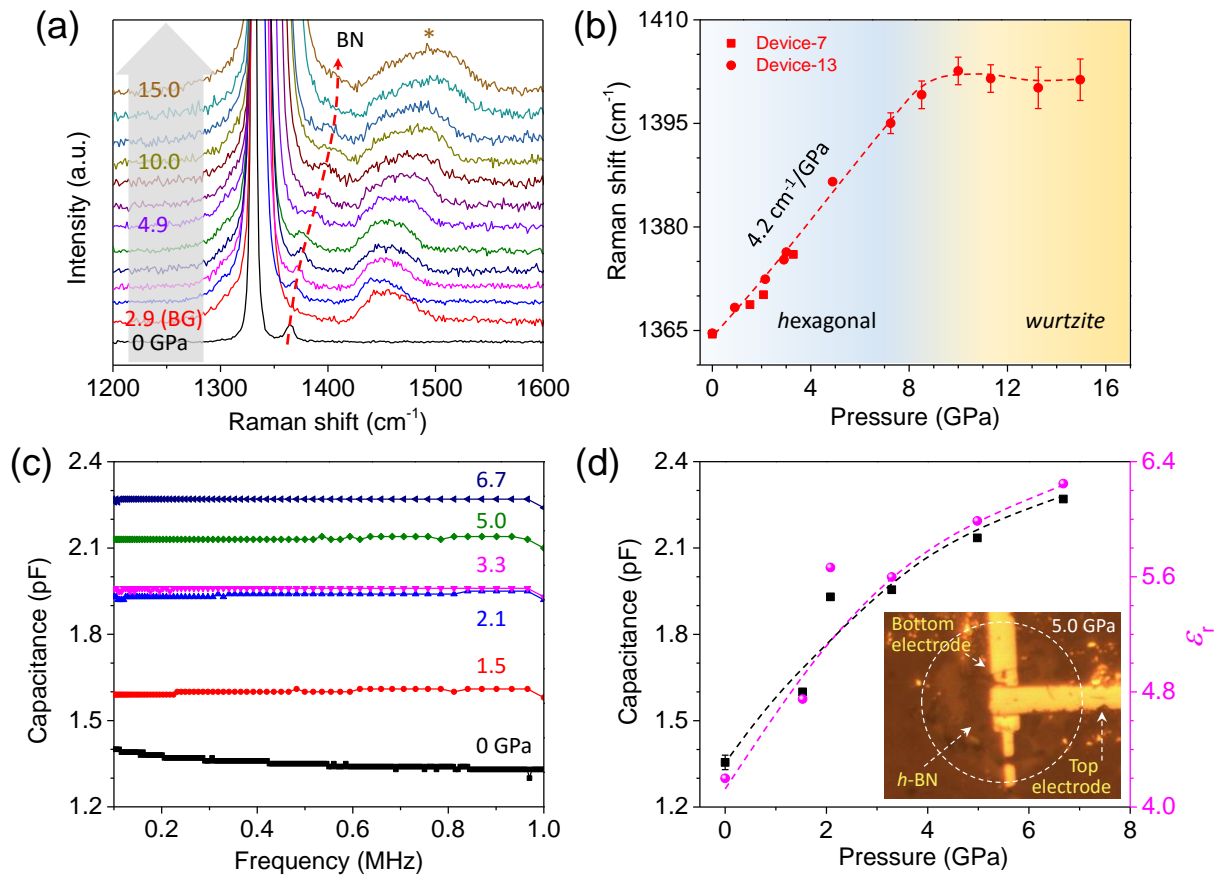 (a)
BN
*
15.0
10.0
4.9
2.9 (BG)
0 GPa
Intensity (a.u.)
1200 1300 1400 1500 1600
Raman shift (cm⁻¹)
(b)
1410
1395
1380
1365
Raman shift (cm⁻¹)
Device-7
Device-13
4.2 cm⁻¹/GPa
hexagonal
wurtzite
0 4 8 12 16
Pressure (GPa)
(c)
2.4
2.1
1.8
1.5
1.2
Capacitance (pF)
6.7
5.0
3.3
2.1
1.5
0 GPa
0.2 0.4 0.6 0.8 1.0
Frequency (MHz)
(d)
2.4
2.1
1.8
1.5
1.2
Capacitance (pF)
6.4
5.6
4.8
4.0
εᵣ
Bottom
electrode
5.0 GPa
h-BN
Top
electrode
0 2 4 6 8
Pressure (GPa)